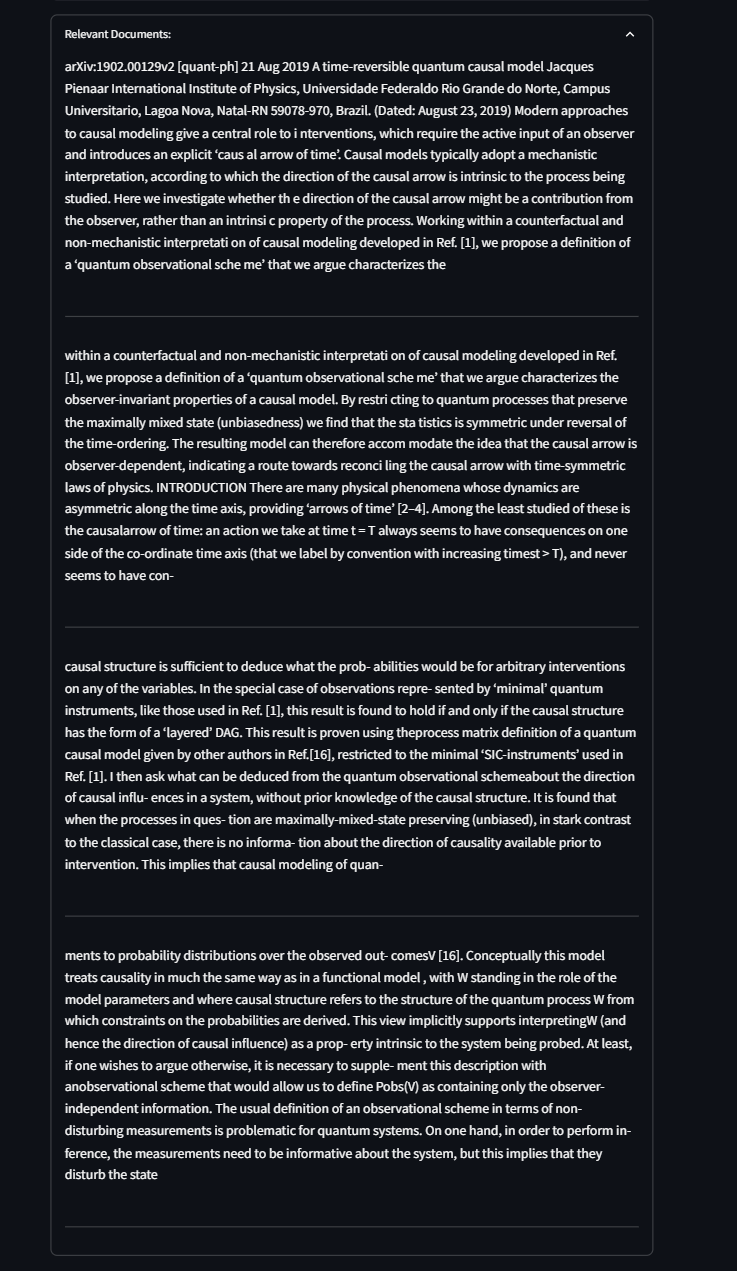 Relevant Documents:
arXiv:1902.00129v2 [quant-ph] 21 Aug 2019 A time-reversible quantum causal model Jacques
Pienaar International Institute of Physics, Universidade Federaldo Rio Grande do Norte, Campus
Universitario, Lagoa Nova, Natal-RN 59078-970, Brazil. (Dated: August 23, 2019) Modern approaches
to causal modeling give a central role to i nterventions, which require the active input of an observer
and introduces an explicit ‘caus al arrow of time’. Causal models typically adopt a mechanistic
interpretation, according to which the direction of the causal arrow is intrinsic to the process being
studied. Here we investigate whether th e direction of the causal arrow might be a contribution from
the observer, rather than an intrinsi c property of the process. Working within a counterfactual and
non-mechanistic interpretati on of causal modeling developed in Ref. [1], we propose a definition of
a ‘quantum observational sche me’ that we argue characterizes the
within a counterfactual and non-mechanistic interpretati on of causal modeling developed in Ref.
[1], we propose a definition of a ‘quantum observational sche me’ that we argue characterizes the
observer-invariant properties of a causal model. By restri cting to quantum processes that preserve
the maximally mixed state (unbiasedness) we find that the sta tistics is symmetric under reversal of
the time-ordering. The resulting model can therefore accom modate the idea that the causal arrow is
observer-dependent, indicating a route towards reconci ling the causal arrow with time-symmetric
laws of physics. INTRODUCTION There are many physical phenomena whose dynamics are
asymmetric along the time axis, providing ‘arrows of time’ [2–4]. Among the least studied of these is
the causalarrow of time: an action we take at time t = T always seems to have consequences on one
side of the co-ordinate time axis (that we label by convention with increasing timest > T), and never
seems to have con-
causal structure is sufficient to deduce what the prob- abilities would be for arbitrary interventions
on any of the variables. In the special case of observations repre- sented by ‘minimal’ quantum
instruments, like those used in Ref. [1], this result is found to hold if and only if the causal structure
has the form of a ‘layered’ DAG. This result is proven using theprocess matrix definition of a quantum
causal model given by other authors in Ref.[16], restricted to the minimal ‘SIC-instruments’ used in
Ref. [1]. I then ask what can be deduced from the quantum observational schemeabout the direction
of causal influ- ences in a system, without prior knowledge of the causal structure. It is found that
when the processes in ques- tion are maximally-mixed-state preserving (unbiased), in stark contrast
to the classical case, there is no informa- tion about the direction of causality available prior to
intervention. This implies that causal modeling of quan-
ments to probability distributions over the observed out- comesV [16]. Conceptually this model
treats causality in much the same way as in a functional model , with W standing in the role of the
model parameters and where causal structure refers to the structure of the quantum process W from
which constraints on the probabilities are derived. This view implicitly supports interpretingW (and
hence the direction of causal influence) as a prop- erty intrinsic to the system being probed. At least,
if one wishes to argue otherwise, it is necessary to supple- ment this description with
anobservational scheme that would allow us to define Pobs(V) as containing only the observer-
independent information. The usual definition of an observational scheme in terms of non-
disturbing measurements is problematic for quantum systems. On one hand, in order to perform in-
ference, the measurements need to be informative about the system, but this implies that they
disturb the state